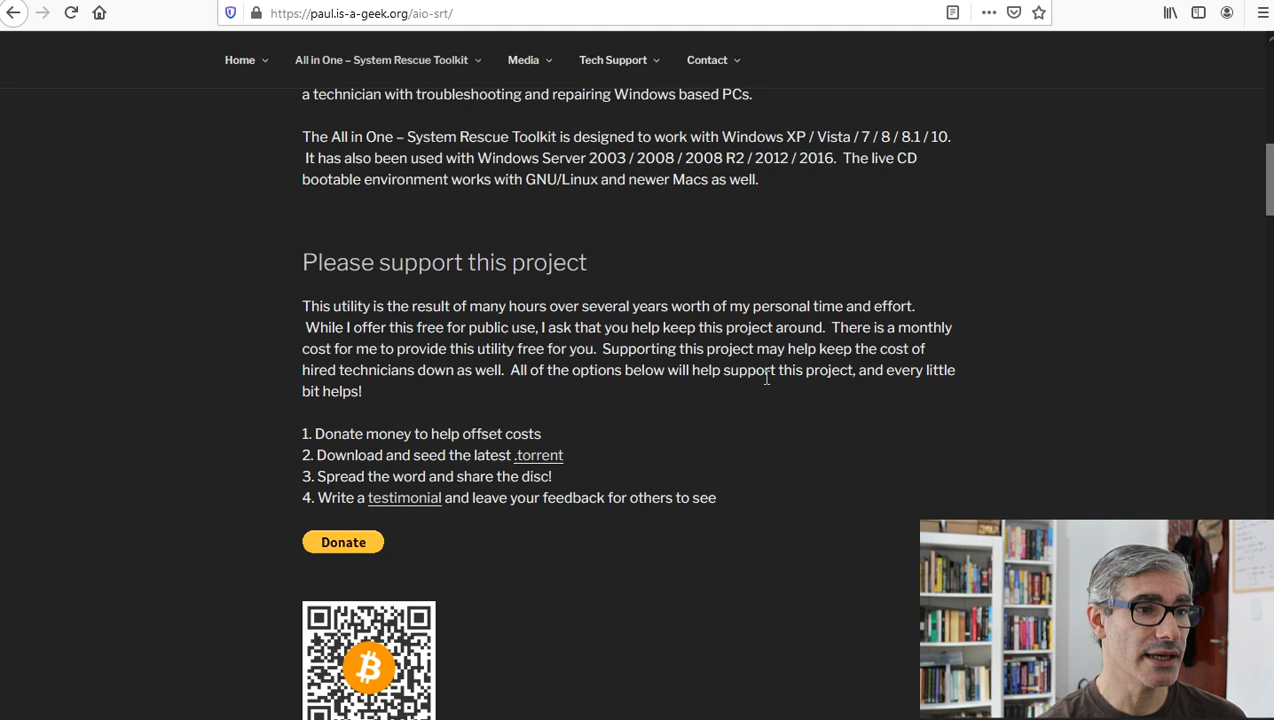 https://paul.is-a-geek.org/aio-srt/
Home
All in One – System Rescue Toolkit
Media
Tech Support
Contact
a technician with troubleshooting and repairing Windows based PCs.
The All in One – System Rescue Toolkit is designed to work with Windows XP / Vista / 7 / 8 / 8.1 / 10.
It has also been used with Windows Server 2003 / 2008 / 2008 R2 / 2012 / 2016.  The live CD
bootable environment works with GNU/Linux and newer Macs as well.
Please support this project
This utility is the result of many hours over several years worth of my personal time and effort.
While I offer this free for public use, I ask that you help keep this project around.  There is a monthly
cost for me to provide this utility free for you.  Supporting this project may help keep the cost of
hired technicians down as well.  All of the options below will help support this project, and every little
bit helps!
1. Donate money to help offset costs
2. Download and seed the latest .torrent
3. Spread the word and share the disc!
4. Write a testimonial and leave your feedback for others to see
Donate